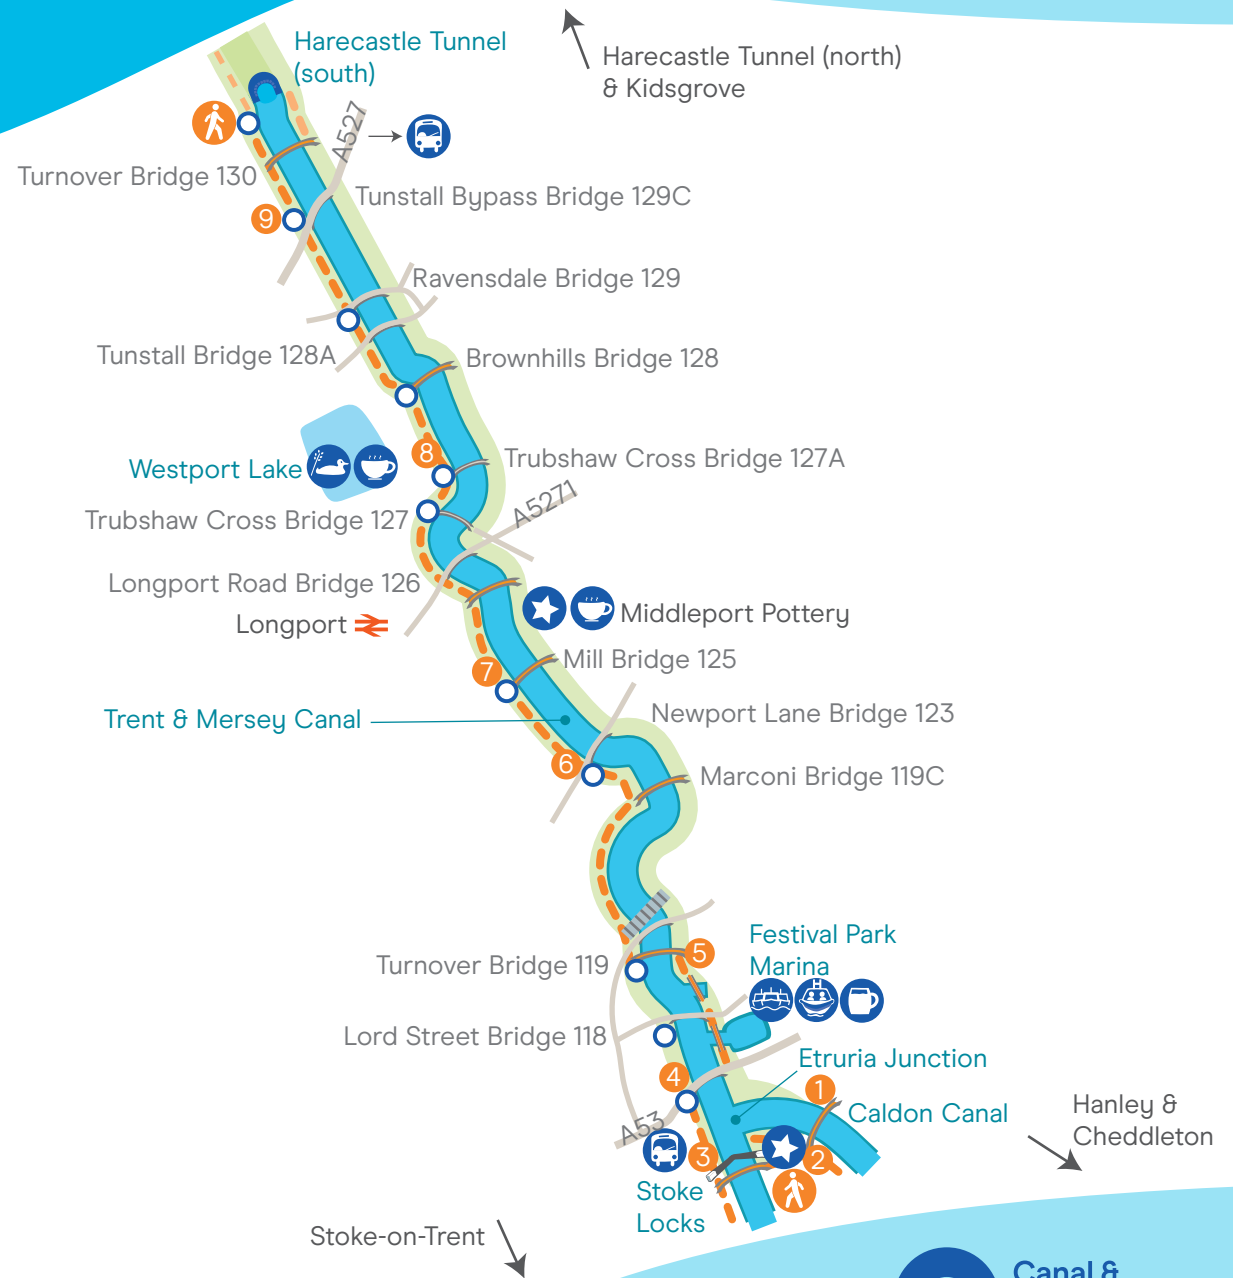 Harecastle Tunnel
(south)
Harecastle Tunnel (north)
& Kidsgrove
A527
Turnover Bridge 130
Tunstall Bypass Bridge 129C
9
Ravensdale Bridge 129
Tunstall Bridge 128A
Brownhills Bridge 128
8
Westport Lake
Trubshaw Cross Bridge 127A
A5271
Trubshaw Cross Bridge 127
Longport Road Bridge 126
Longport
Middleport Pottery
7
Mill Bridge 125
Trent & Mersey Canal
Newport Lane Bridge 123
6
Marconi Bridge 119C
Festival Park
Marina
5
Turnover Bridge 119
Lord Street Bridge 118
Etruria Junction
4
1
Caldon Canal
Hanley &
Cheddleton
A53
3
2
Stoke
Locks
Stoke-on-Trent
Canal &